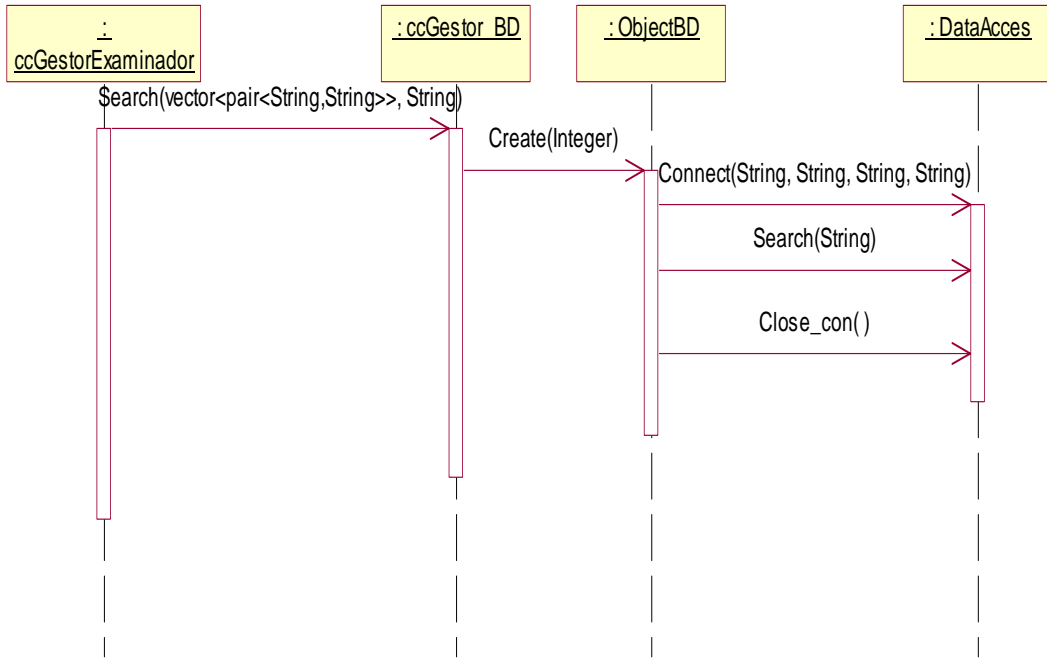 :
ccGestorExaminador
: ccGestor_BD
: ObjectBD
: DataAcces
Search(vector<pair<String,String>>, String)
Create(Integer)
Connect(String, String, String, String)
Search(String)
Close_con( )